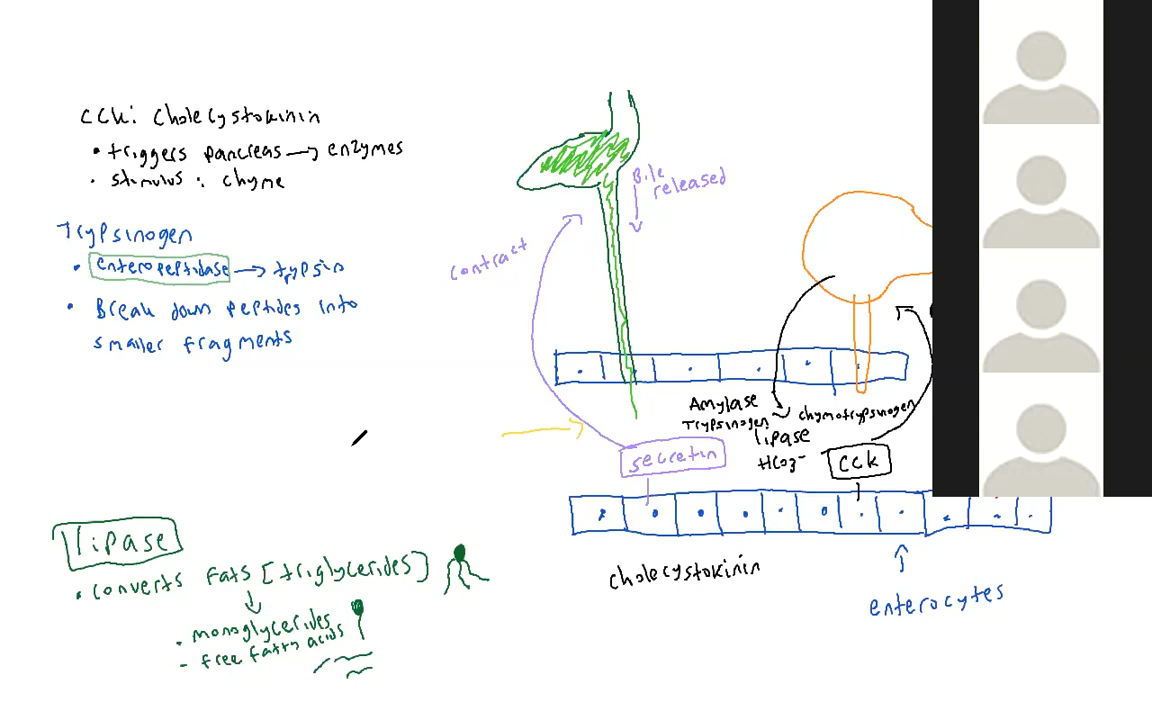 CCK: Cholecystokinin
• triggers pancreas → enzymes
• stimulus : chyme
Trypsinogen
• enteropeptidase → trypsin
• Break down peptides into
smaller fragments
Lipase
• converts Fats [triglycerides]
• monoglycerides
- free fatty acids
Bile
released
contract
Amylase
Trypsinogen
chymotrypsinogen
lipase
HCO3-
secretin
CCK
cholecystokinin
enterocytes